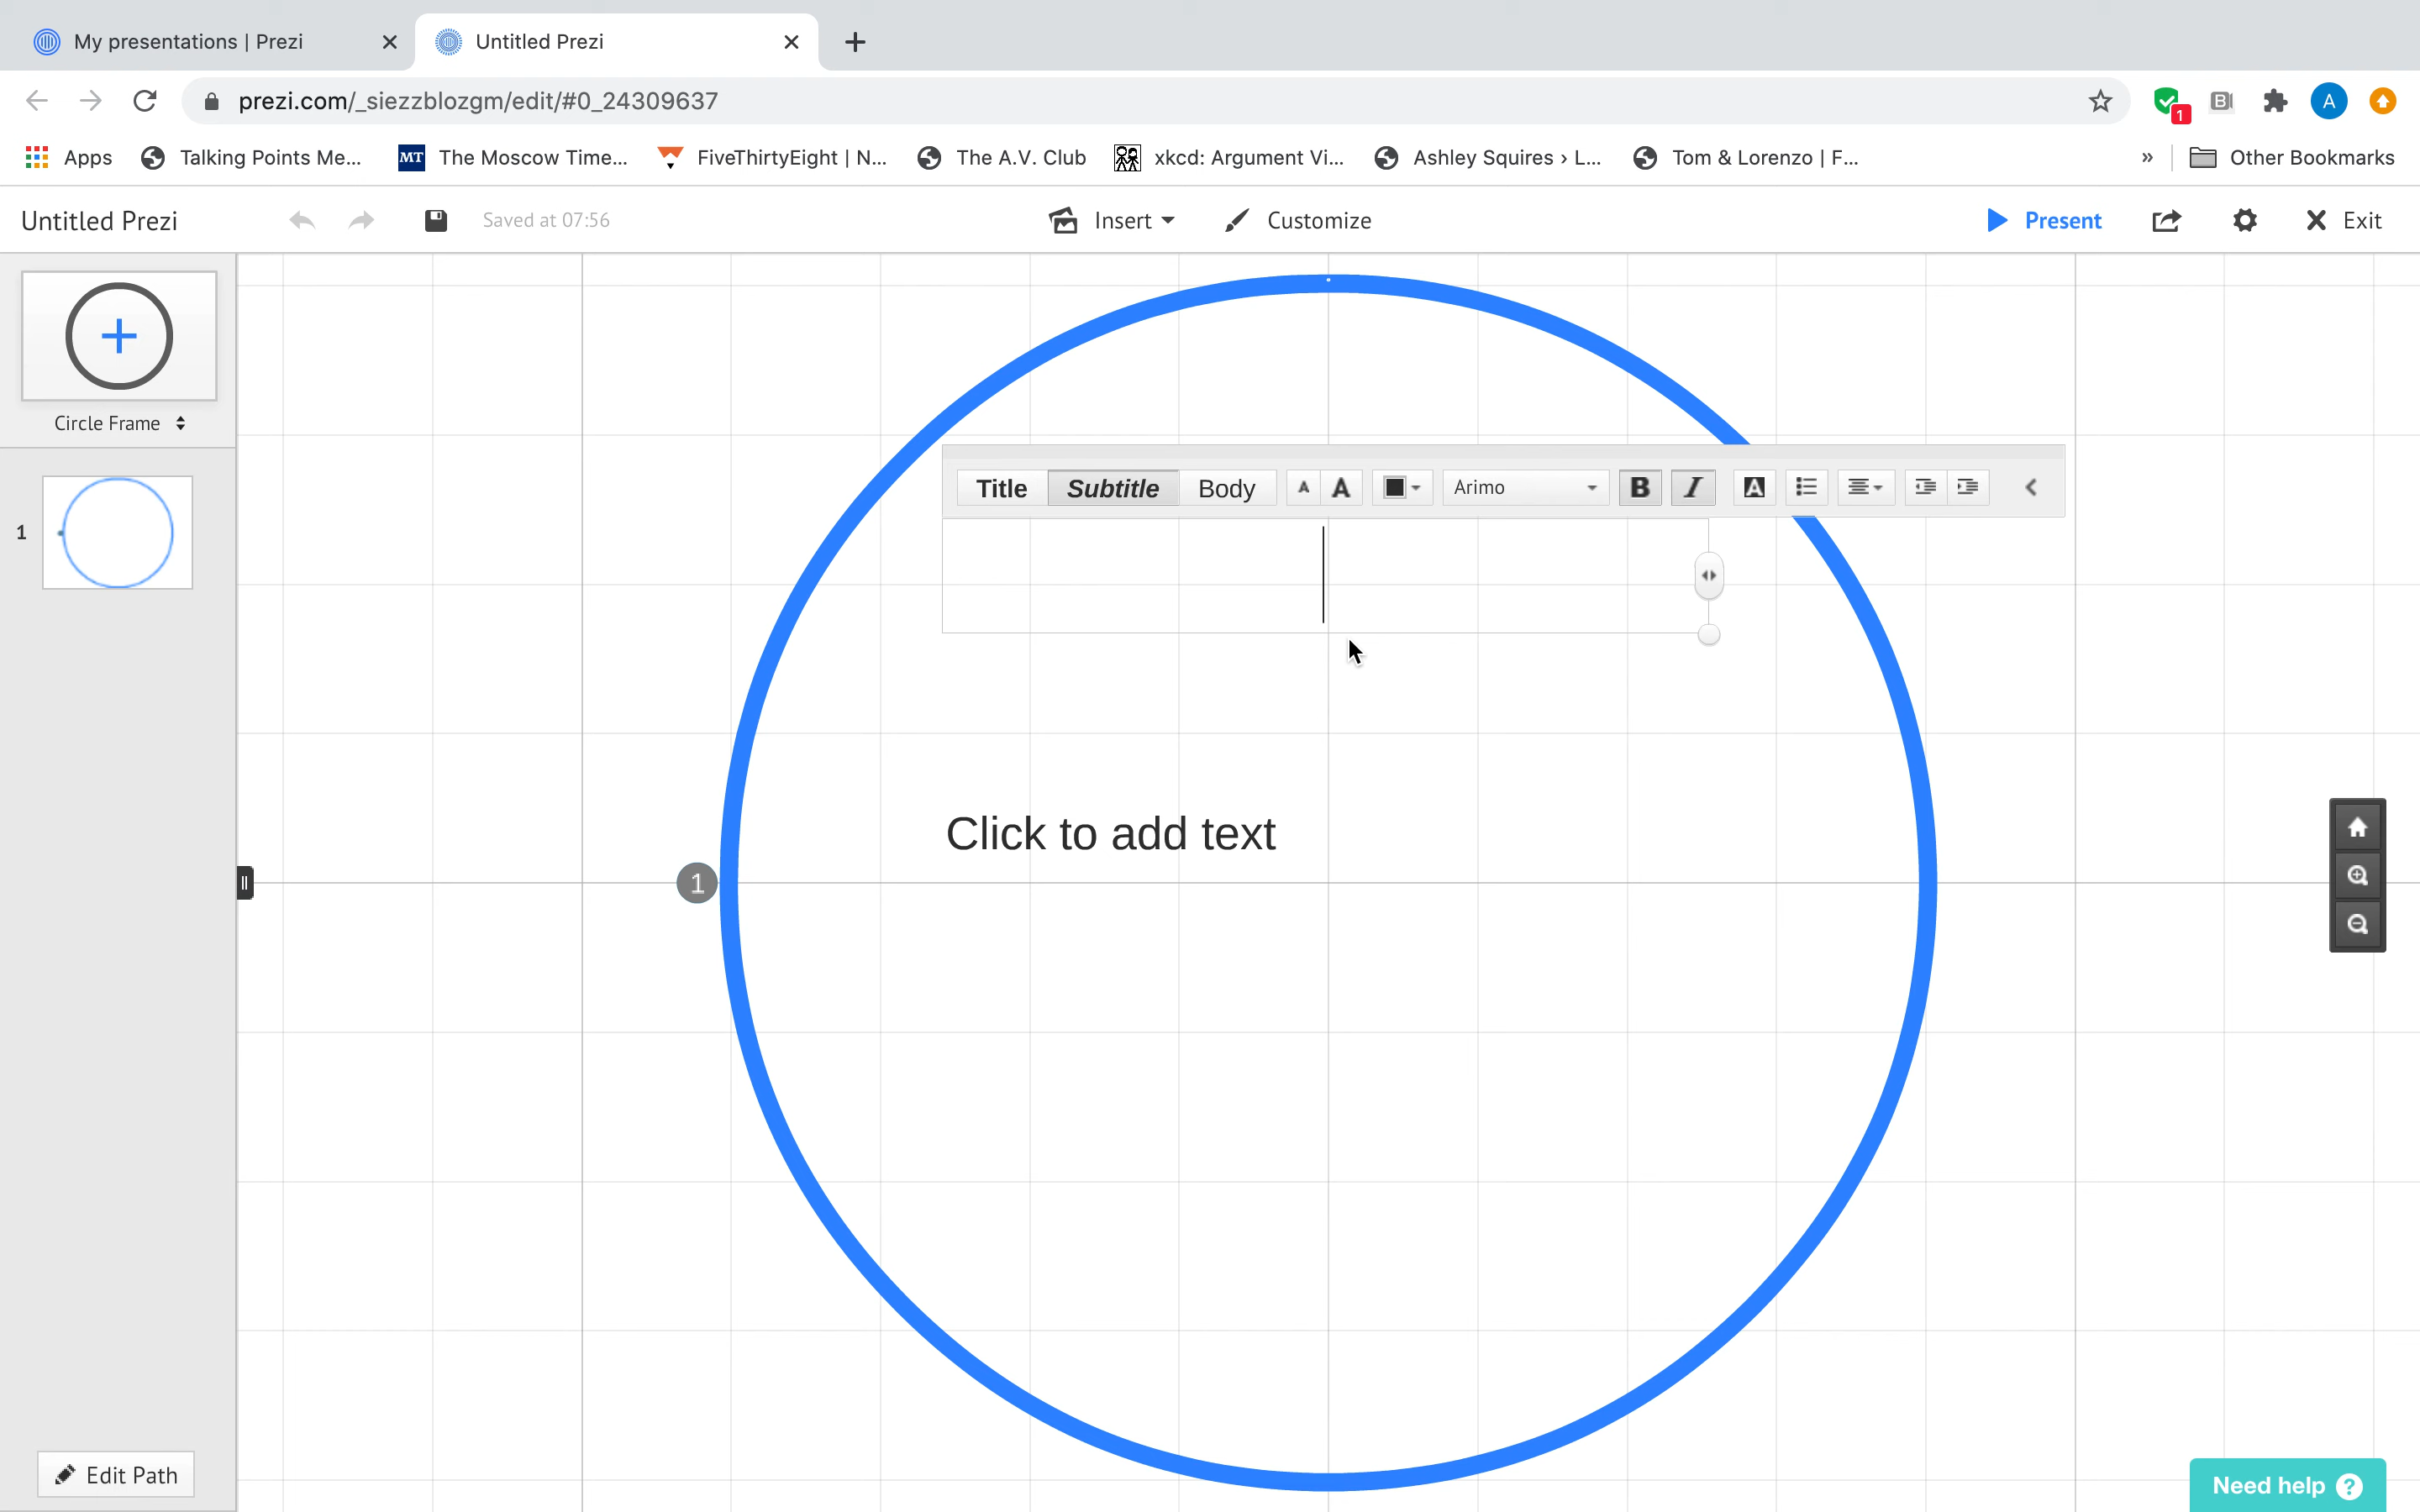 My presentations | Prezi
Untitled Prezi
prezi.com/_siezzblozgm/edit/#0_24309637
1
A
Apps
Talking Points Me...
MT
The Moscow Time...
FiveThirtyEight | N...
The A.V. Club
xkcd: Argument Vi...
Ashley Squires › L...
Tom & Lorenzo | F...
»
Other Bookmarks
Untitled Prezi
Saved at 07:56
Insert
Customize
Present
Exit
Circle Frame
1
Title
Subtitle
Body
A
A
Arimo
B
I
A
Click to add text
1
Edit Path
Need help ?